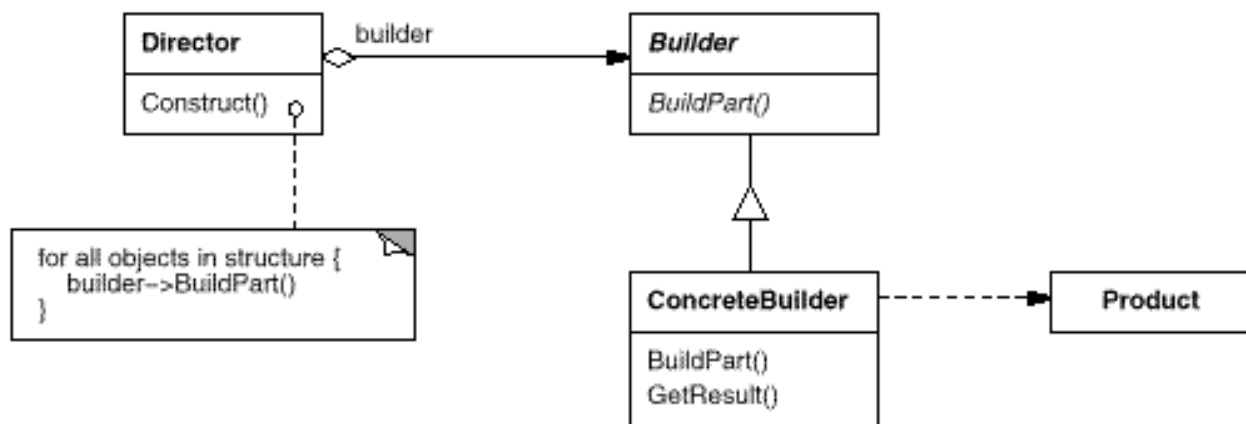 Director
builder
Builder
Construct()
BuildPart()
for all objects in structure {
builder->BuildPart()
}
ConcreteBuilder
Product
BuildPart()
GetResult()